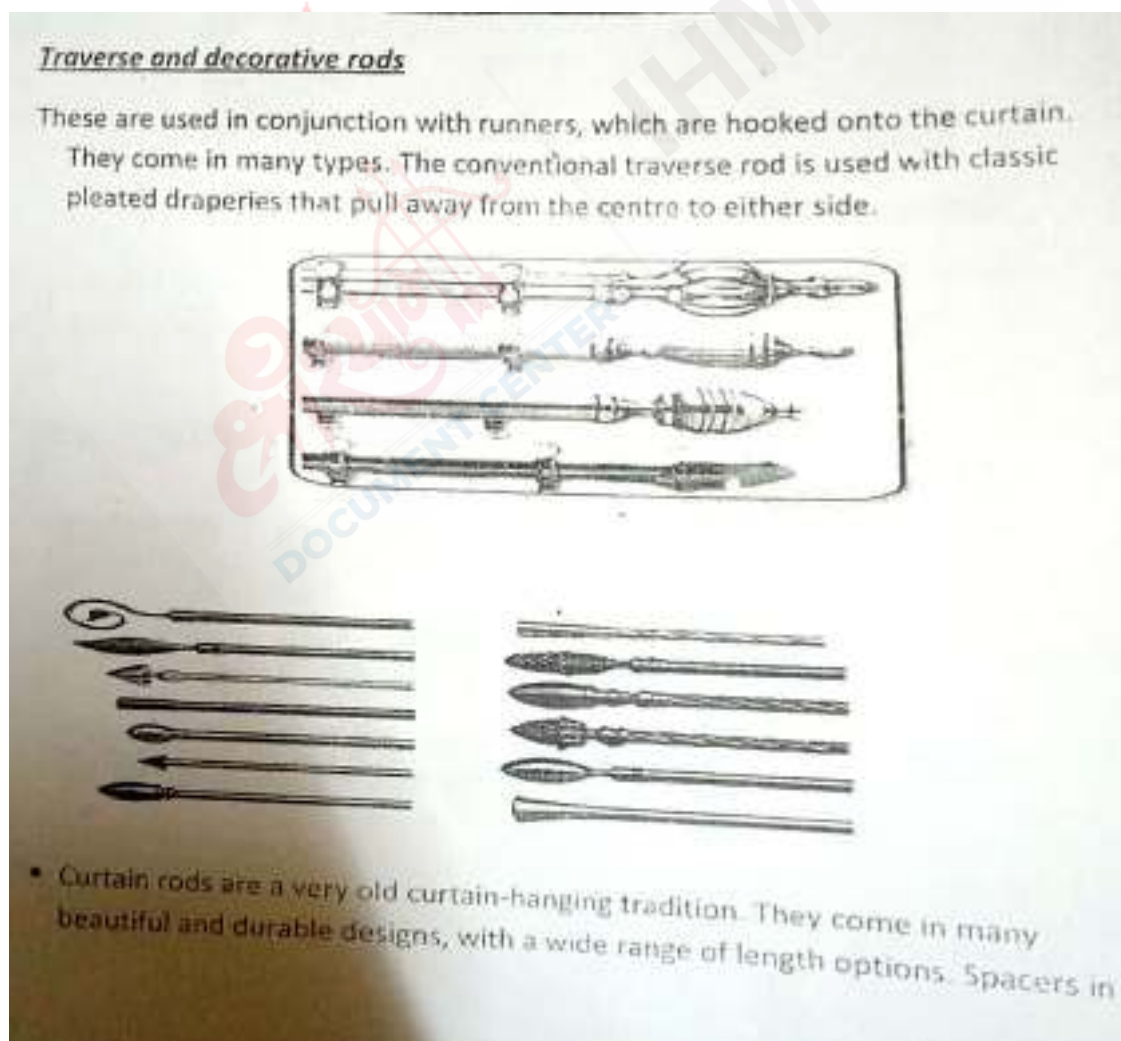 Traverse and decorative rods
These are used in conjunction with runners, which are hooked onto the curtain.
They come in many types. The conventional traverse rod is used with classic
pleated draperies that pull away from the centre to either side.
IHM
DOCUMENT CENTER
• Curtain rods are a very old curtain-hanging tradition. They come in many
beautiful and durable designs, with a wide range of length options. Spacers in